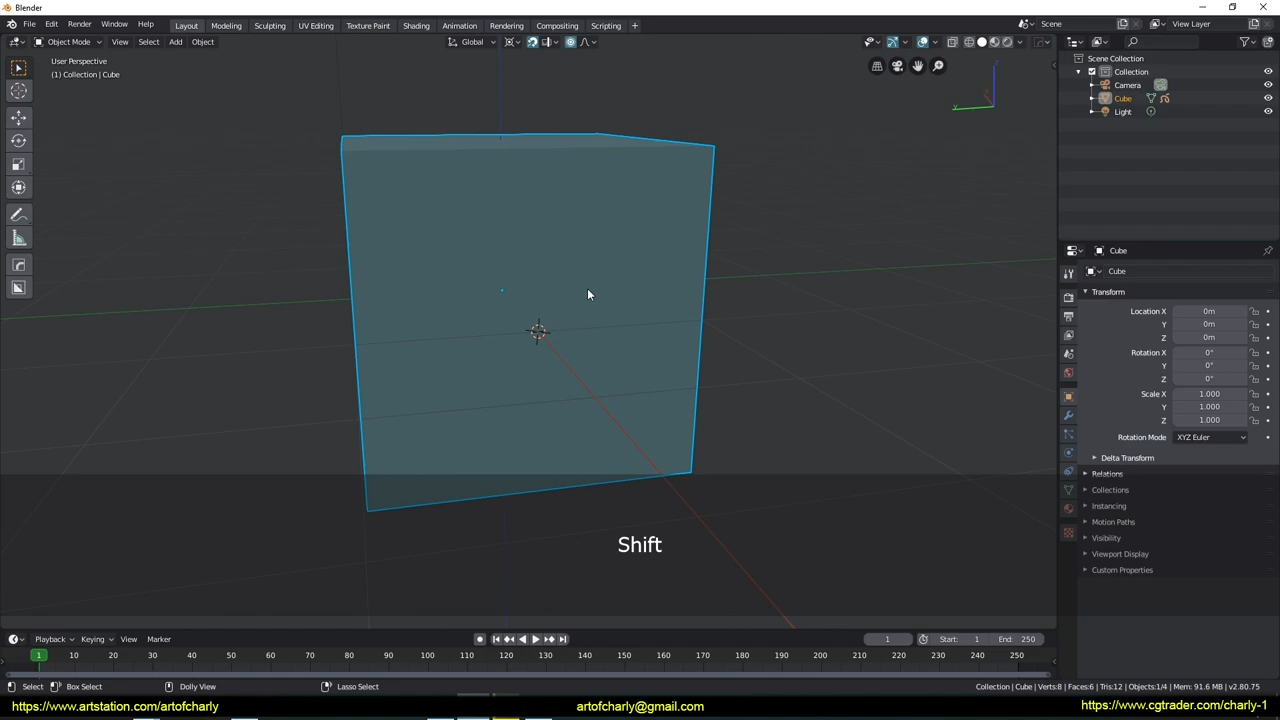 Blender
File Edit Render Window Help Layout Modeling Sculpting UV Editing Texture Paint Shading Animation Rendering Compositing Scripting + Scene View Layer
Object Mode View Select Add Object Global
User Perspective
(1) Collection | Cube
Scene Collection
Collection
Camera
Cube
Light
Cube
Cube
Transform
Location X 0m
Y 0m
Z 0m
Rotation X 0°
Y 0°
Z 0°
Scale X 1.000
Y 1.000
Z 1.000
Rotation Mode XYZ Euler
Delta Transform
Relations
Collections
Instancing
Motion Paths
Visibility
Viewport Display
Custom Properties
Shift
Playback Keying View Marker 1 Start: 1 End: 250
1 10 20 30 40 50 60 70 80 90 100 110 120 130 140 150 160 170 180 190 200 210 220 230 240 250
Select Box Select Dolly View Lasso Select Collection | Cube | Verts:8 | Faces:6 | Tris:12 | Objects:1/4 | Mem: 91.6 MB | v2.80.75
https://www.artstation.com/artofcharly artofcharly@gmail.com https://www.cgtrader.com/charly-1